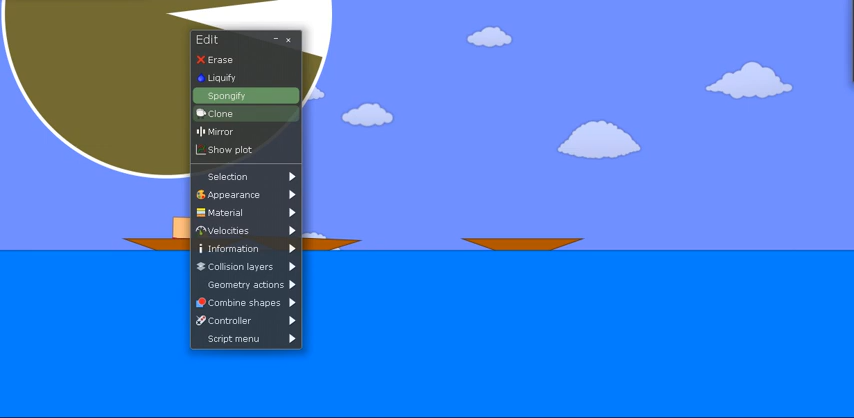 Edit
Erase
Liquify
Spongify
Clone
Mirror
Show plot
Selection
Appearance
Material
Velocities
Information
Collision layers
Geometry actions
Combine shapes
Controller
Script menu